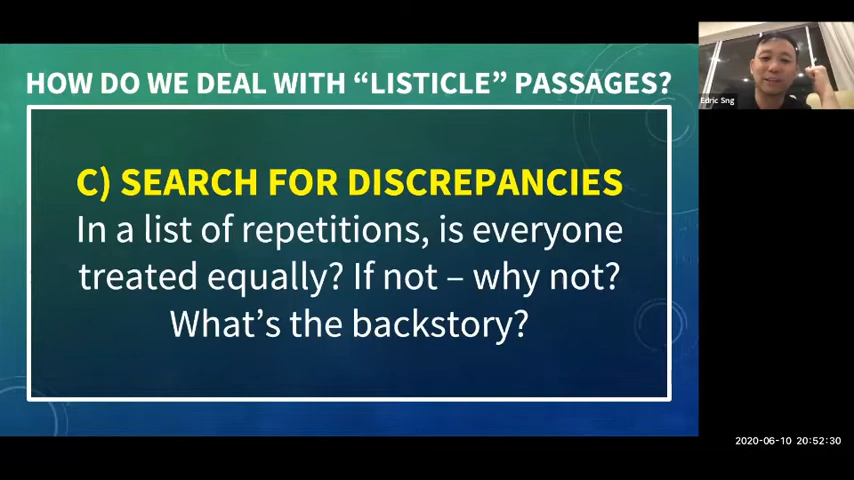 HOW DO WE DEAL WITH “LISTICLE” PASSAGES?
C) SEARCH FOR DISCREPANCIES
In a list of repetitions, is everyone
treated equally? If not – why not?
What’s the backstory?
Edric Sng
2020-06-10 20:52:30